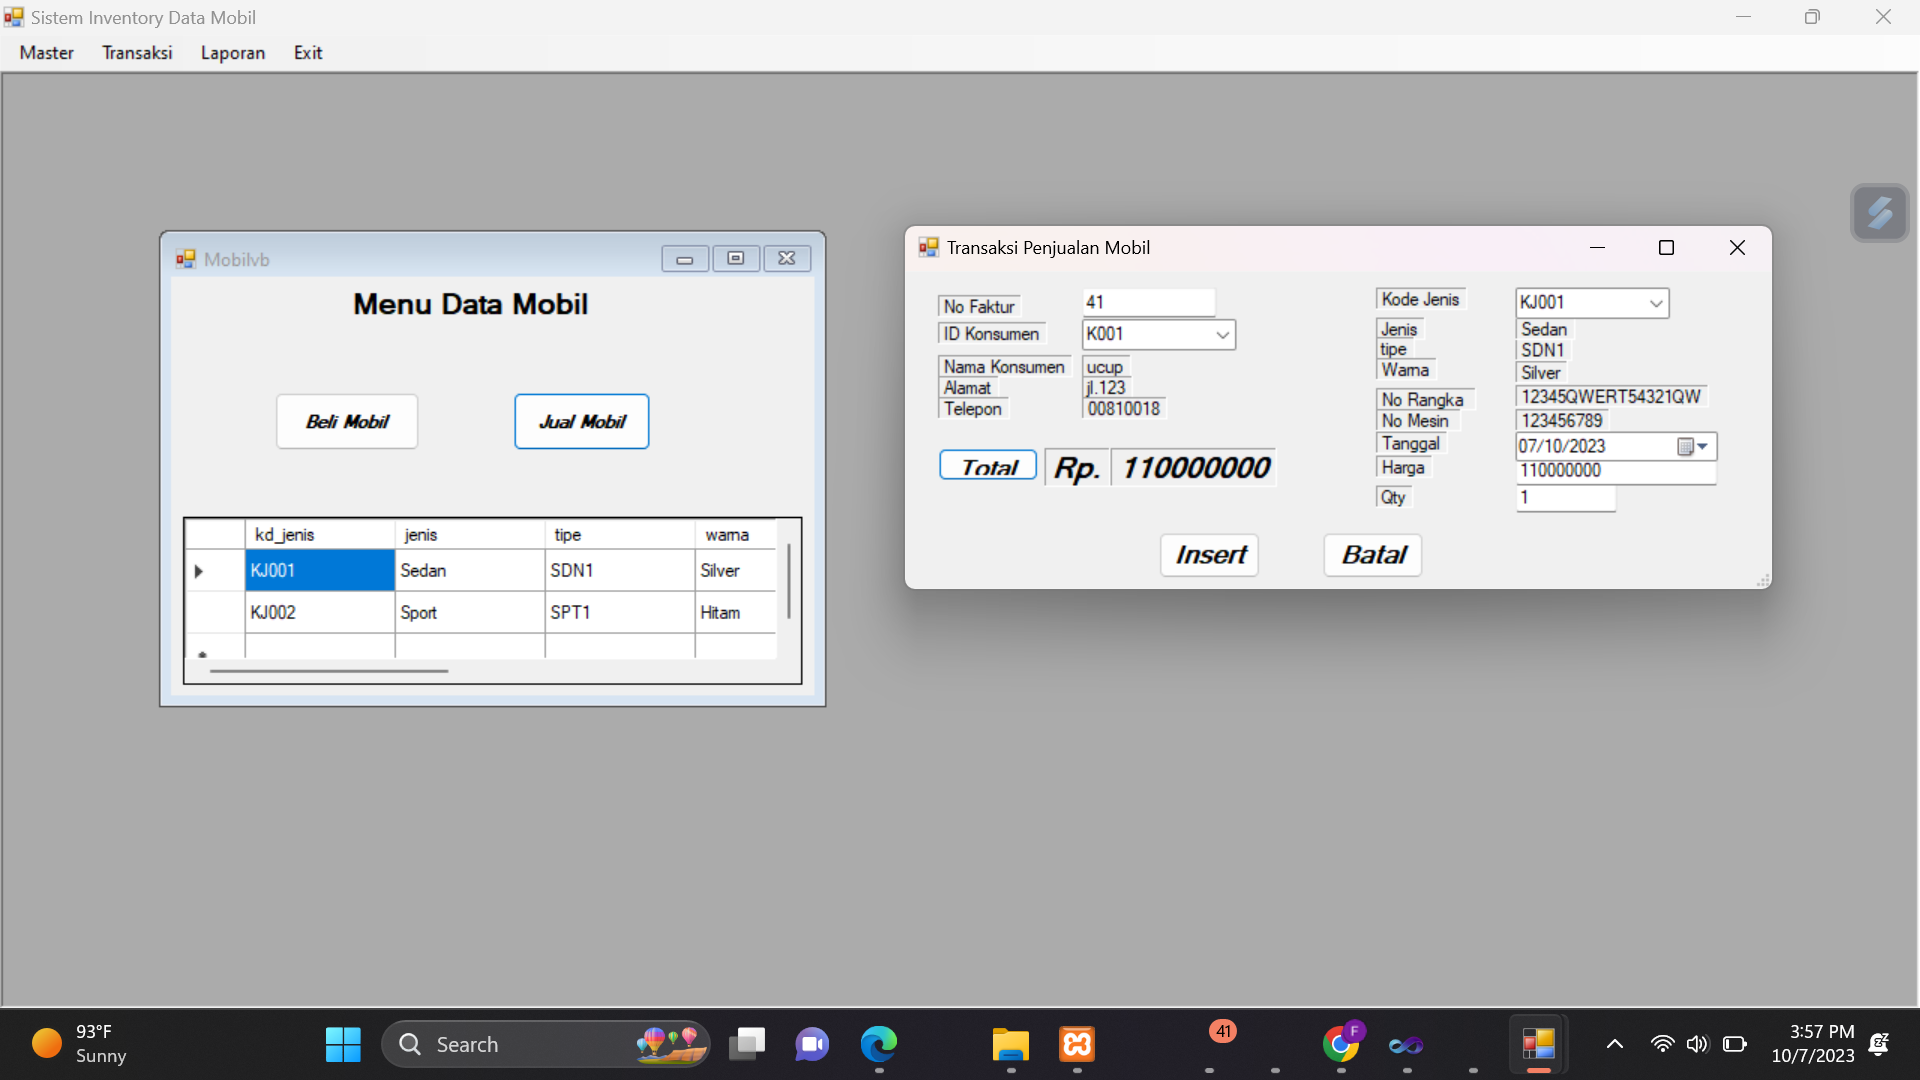 Sistem Inventory Data Mobil
Master Transaksi Laporan Exit
Mobilvb
Menu Data Mobil
Beli Mobil Jual Mobil
kd_jenis jenis tipe warna
KJ001 Sedan SDN1 Silver
KJ002 Sport SPT1 Hitam
Transaksi Penjualan Mobil
No Faktur 41
ID Konsumen K001
Nama Konsumen ucup
Alamat jl.123
Telepon 00810018
Total Rp. 110000000
Kode Jenis KJ001
Jenis Sedan
tipe SDN1
Warna Silver
No Rangka 12345QWERT54321QW
No Mesin 123456789
Tanggal 07/10/2023
Harga 110000000
Qty 1
Insert Batal
93°F
Sunny
Search
41
F
3:57 PM
10/7/2023